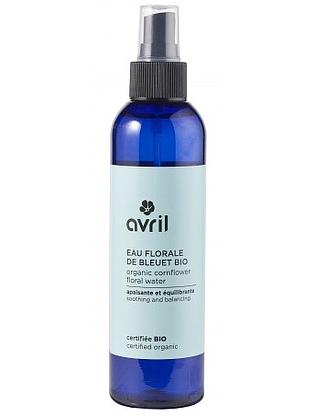 avril
EAU FLORALE
DE BLEUET BIO
organic cornflower
floral water
apaisante et équilibrante
soothing and balancing
certifiée BIO
certified organic